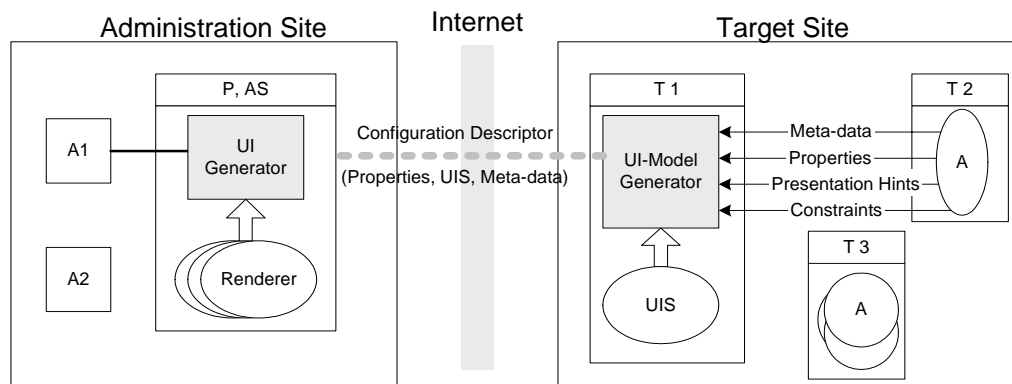 Administration Site
Internet
Target Site
P, AS
T 1
T 2
A1
UI
Generator
Configuration Descriptor
(Properties, UIS, Meta-data)
UI-Model
Generator
Meta-data
Properties
Presentation Hints
Constraints
A
A2
Renderer
UIS
T 3
A